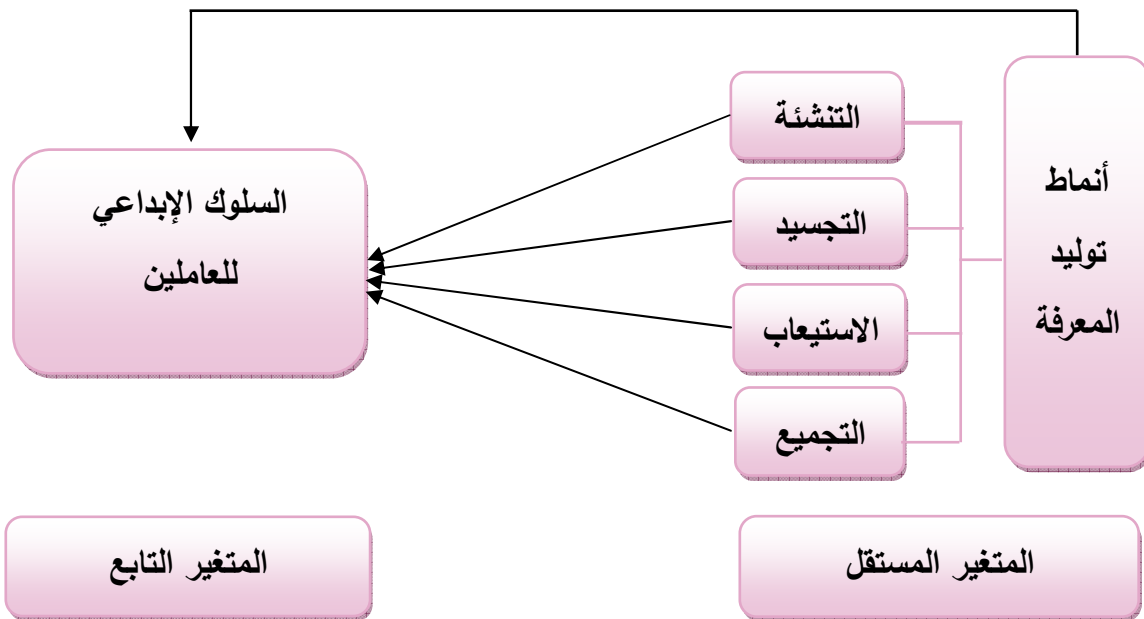 أنماط
توليد
المعرفة
التنشئة
التجسيد
الاستيعاب
التجميع
السلوك الإبداعي
للعاملين
المتغير المستقل
المتغير التابع